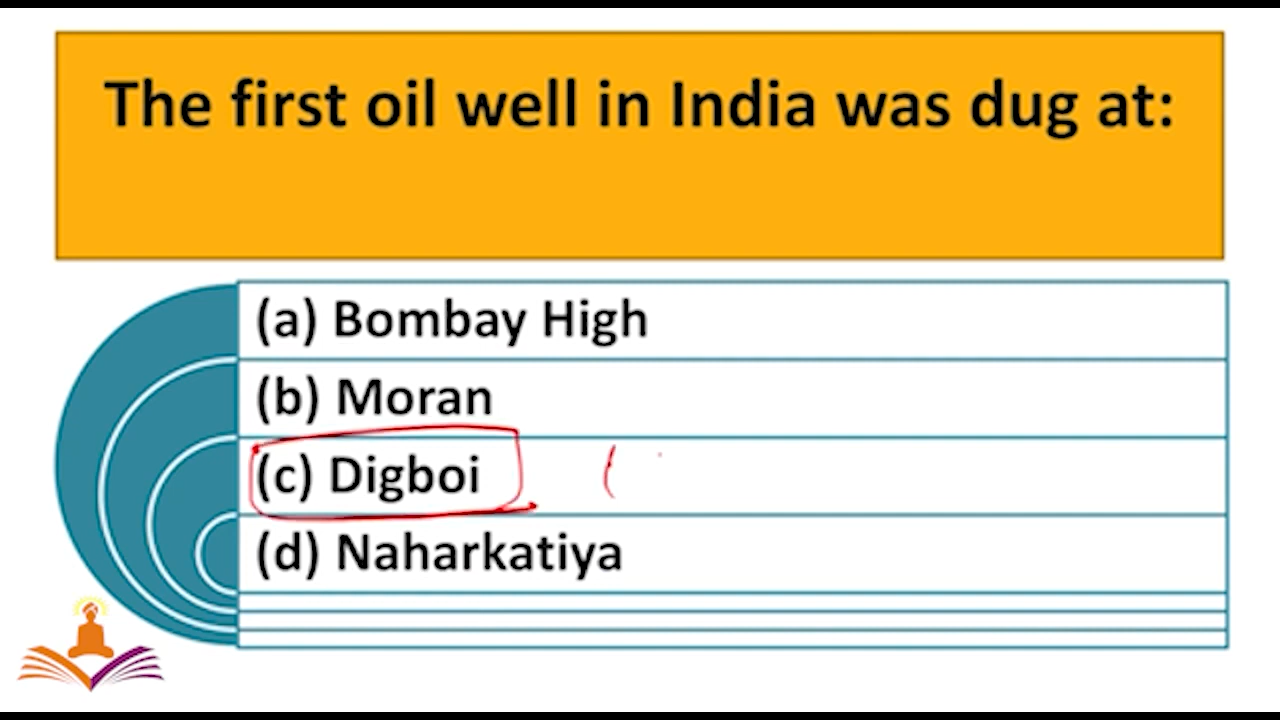 The first oil well in India was dug at:
(a) Bombay High
(b) Moran
(c) Digboi
(d) Naharkatiya